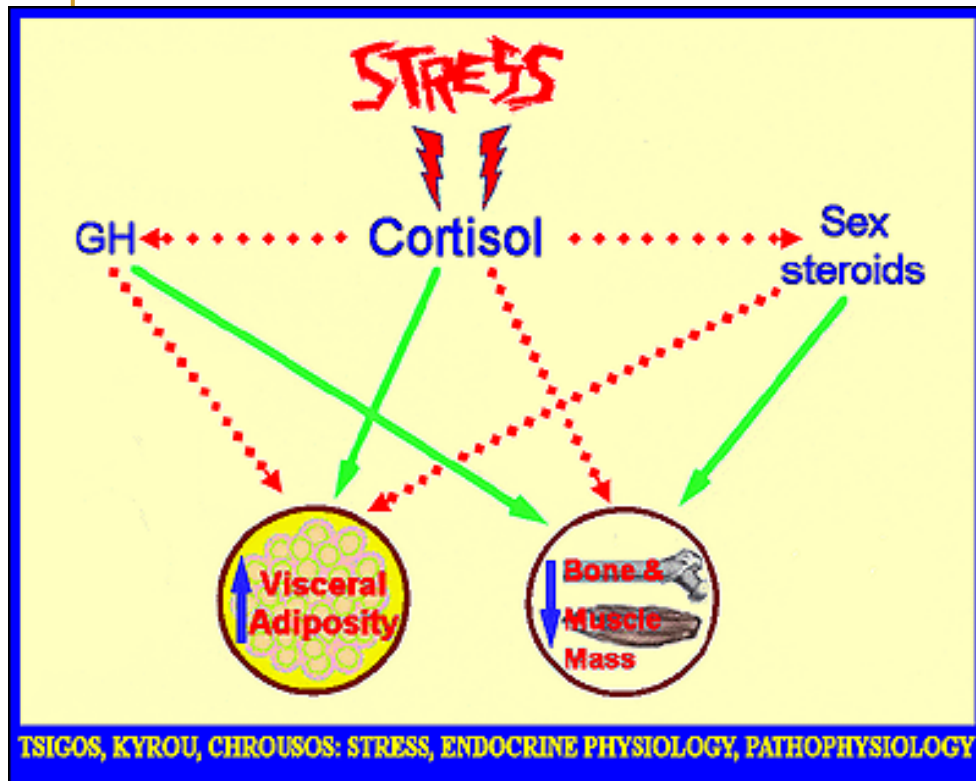 STRESS
GH
Cortisol
Sex
steroids
Visceral
Adiposity
Bone &
Muscle
Mass
TSIGOS, KYROU, CHROUSOS: STRESS, ENDOCRINE PHYSIOLOGY, PATHOPHYSIOLOGY